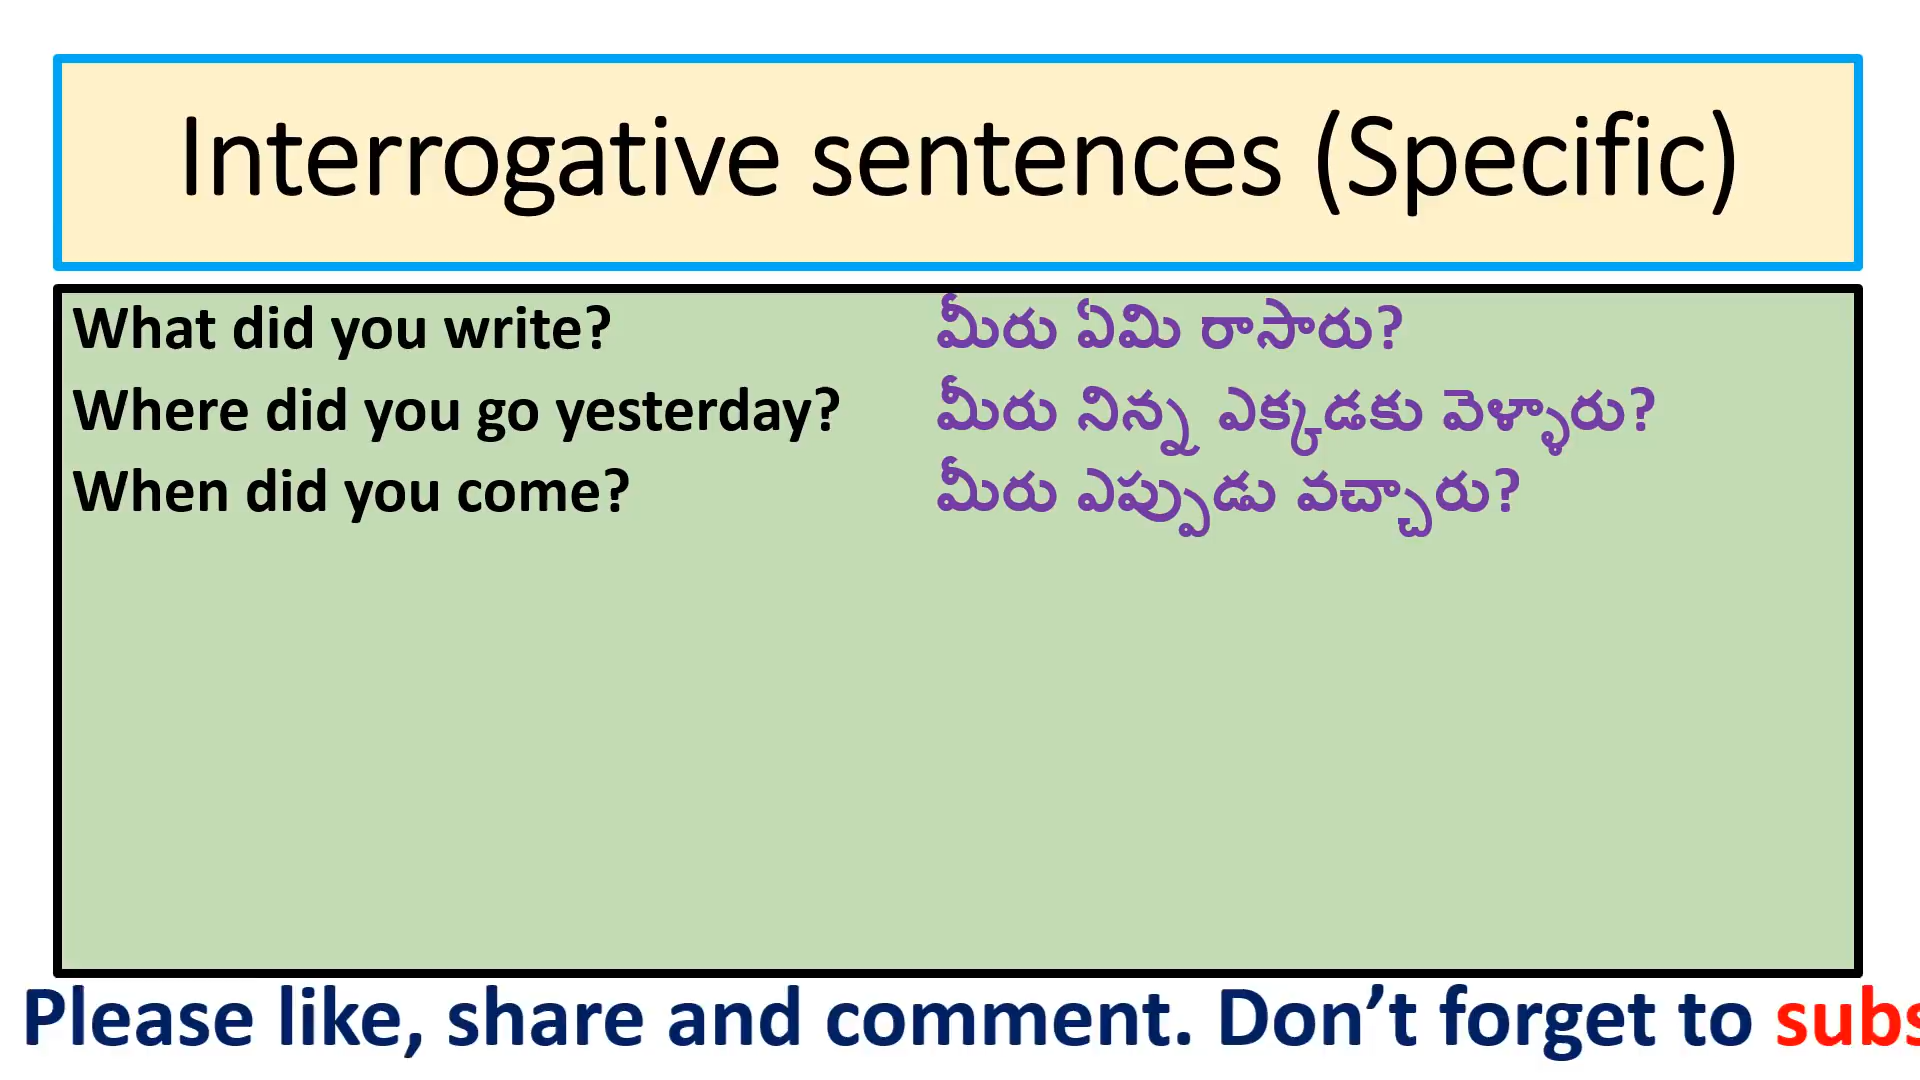 Interrogative sentences (Specific)
What did you write? మీరు ఏమి రాసారు?
Where did you go yesterday? మీరు నిన్న ఎక్కడకు వెళ్ళారు?
When did you come? మీరు ఎప్పుడు వచ్చారు?
Please like, share and comment. Don’t forget to subs